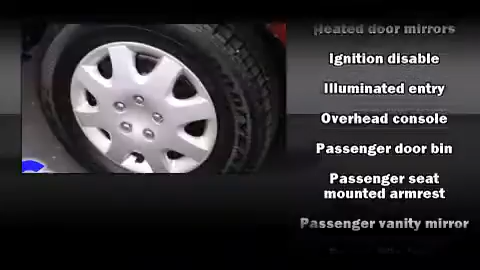 Heated door mirrors
Ignition disable
Illuminated entry
Overhead console
Passenger door bin
Passenger seat
mounted armrest
Passenger vanity mirror